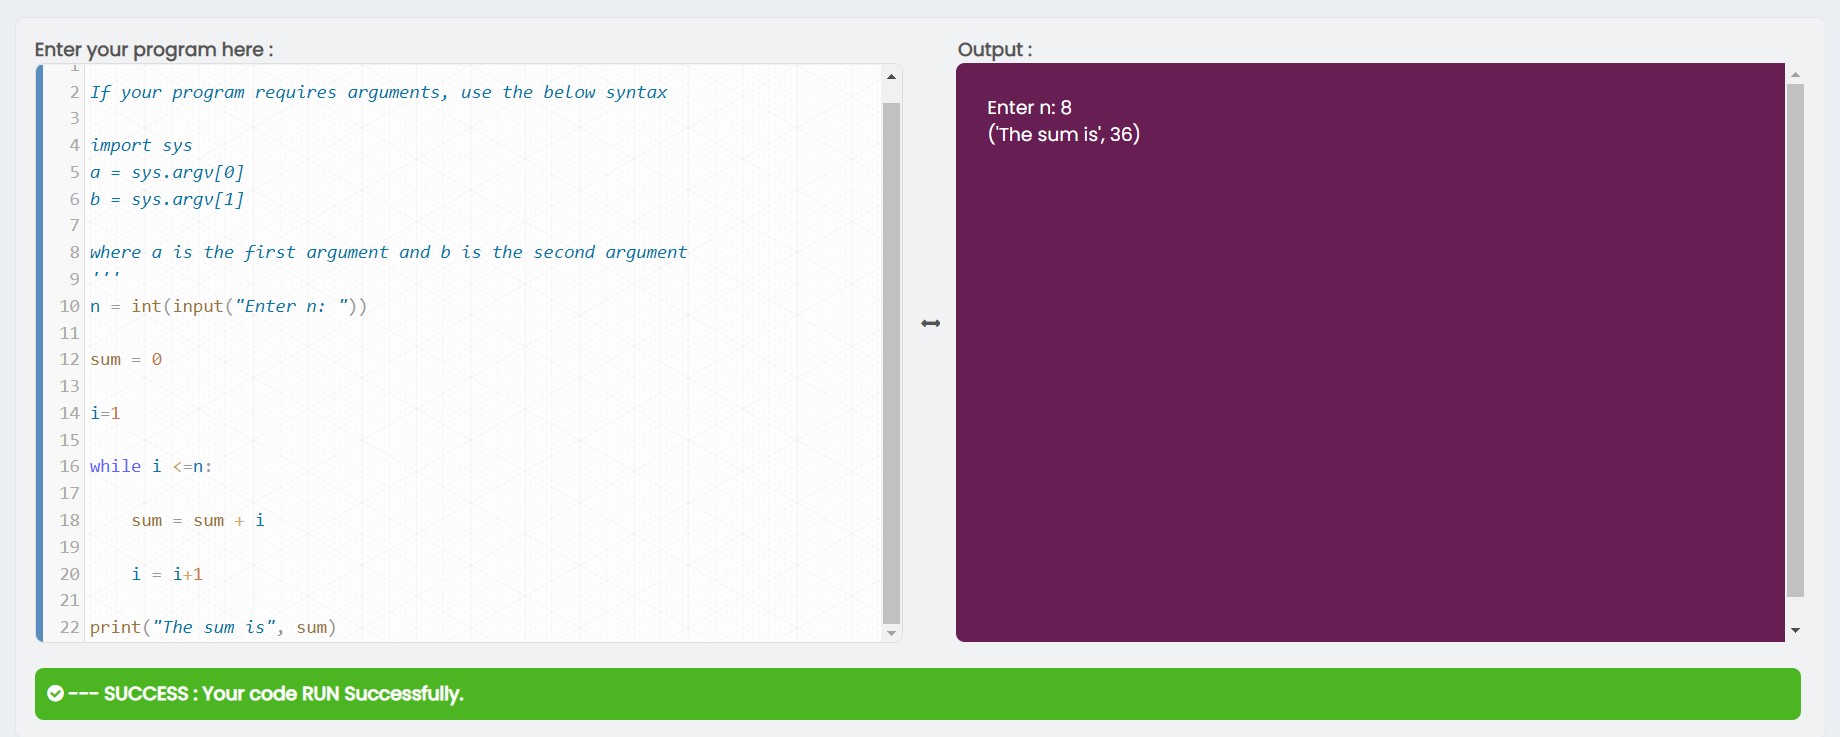 Enter your program here :
1
2 If your program requires arguments, use the below syntax
3
4 import sys
5 a = sys.argv[0]
6 b = sys.argv[1]
7
8 where a is the first argument and b is the second argument
9 '''
10 n = int(input("Enter n: "))
11
12 sum = 0
13
14 i=1
15
16 while i <=n:
17
18     sum = sum + i
19
20     i = i+1
21
22 print("The sum is", sum)
Output :
Enter n: 8
('The sum is', 36)
--- SUCCESS : Your code RUN Successfully.